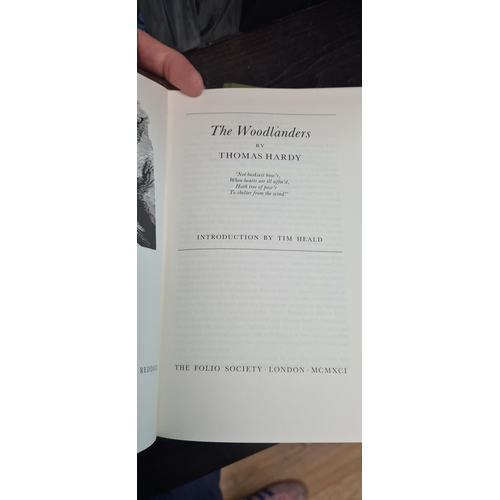 The Woodlanders
BY
THOMAS HARDY
'Not boskiest bow'r,
When hearts are ill affin'd,
Hath tree of pow'r
To shelter from the wind!'
INTRODUCTION BY TIM HEALD
THE FOLIO SOCIETY · LONDON · MCMXCI